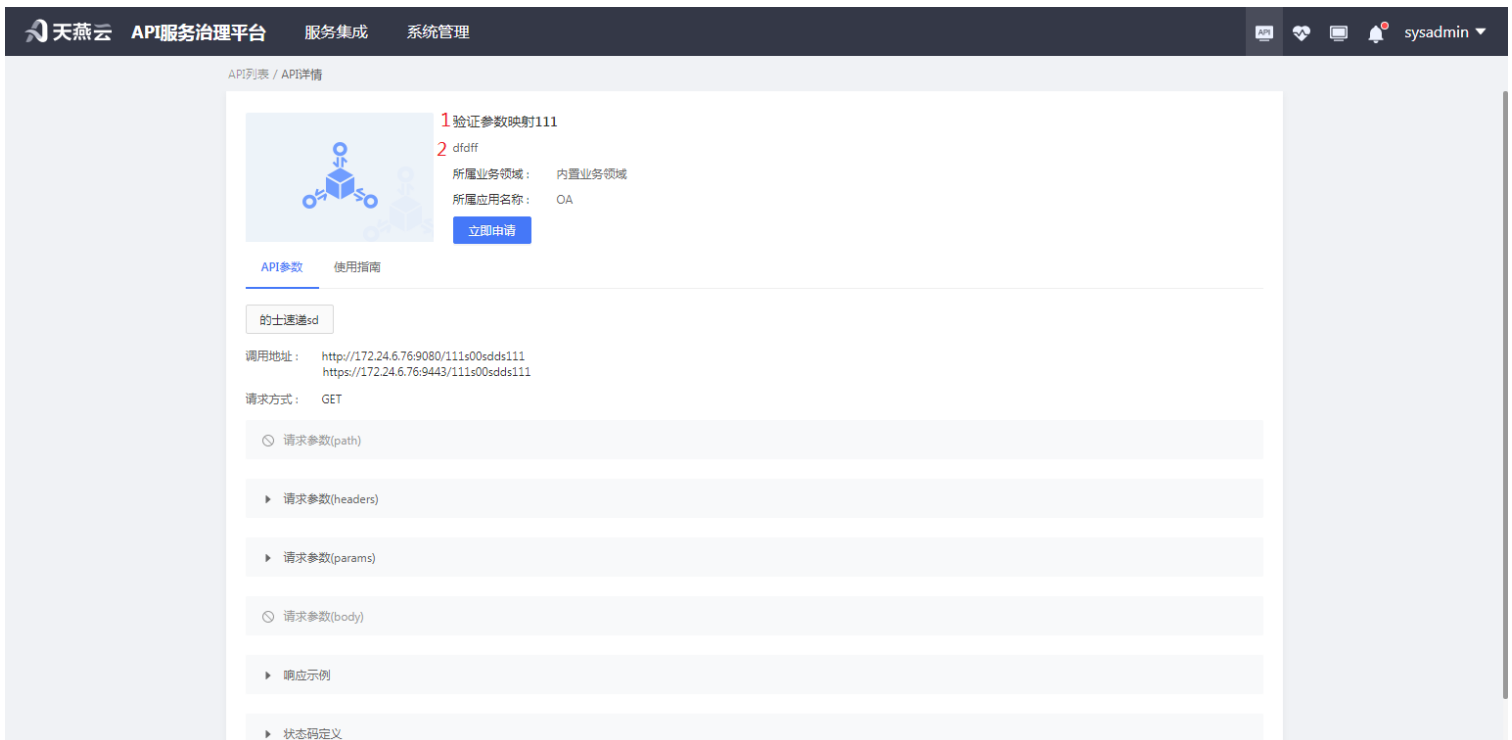 天燕云 API服务治理平台 服务集成 系统管理 API sysadmin
API列表 / API详情
1 验证参数映射111
2 dfdff
所属业务领域： 内置业务领域
所属应用名称： OA
立即申请
API参数 使用指南
的士速递sd
调用地址： http://172.24.6.76:9080/111s00sdds111
https://172.24.6.76:9443/111s00sdds111
请求方式： GET
请求参数(path)
请求参数(headers)
请求参数(params)
请求参数(body)
响应示例
状态码定义